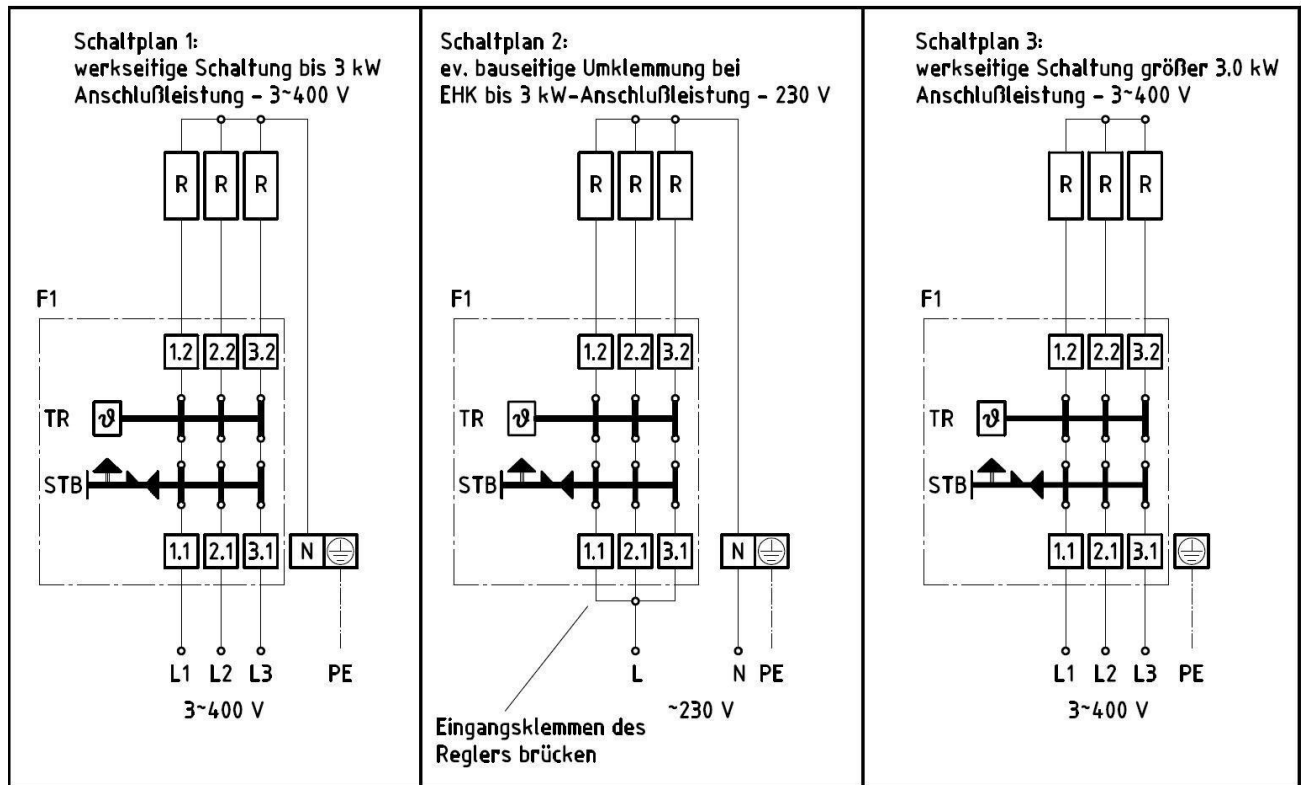 Schaltplan 1:
werkseitige Schaltung bis 3 kW
Anschlußleistung - 3~400 V
R R R
F1
1.2 2.2 3.2
TR ϑ
STB
1.1 2.1 3.1 N
L1 L2 L3 PE
3~400 V
Schaltplan 2:
ev. bauseitige Umklemmung bei
EHK bis 3 kW-Anschlußleistung - 230 V
R R R
F1
1.2 2.2 3.2
TR ϑ
STB
1.1 2.1 3.1 N
L N PE
~230 V
Eingangsklemmen des
Reglers brücken
Schaltplan 3:
werkseitige Schaltung größer 3.0 kW
Anschlußleistung - 3~400 V
R R R
F1
1.2 2.2 3.2
TR ϑ
STB
1.1 2.1 3.1
L1 L2 L3 PE
3~400 V